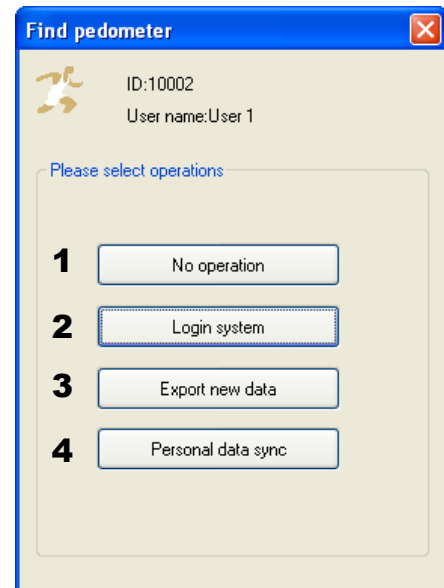 Find pedometer
ID:10002
User name:User 1
Please select operations
1 No operation
2 Login system
3 Export new data
4 Personal data sync